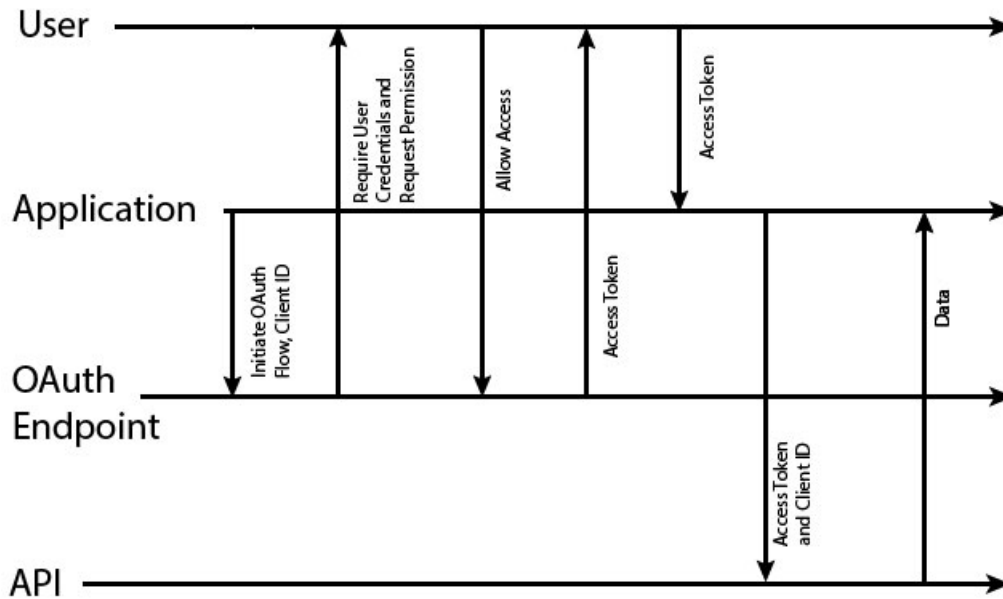 User
Require User
Credentials and
Request Permission
Allow Access
Access Token
Application
Initiate OAuth
Flow, Client ID
Access Token
Data
OAuth
Endpoint
Access Token
and Client ID
API